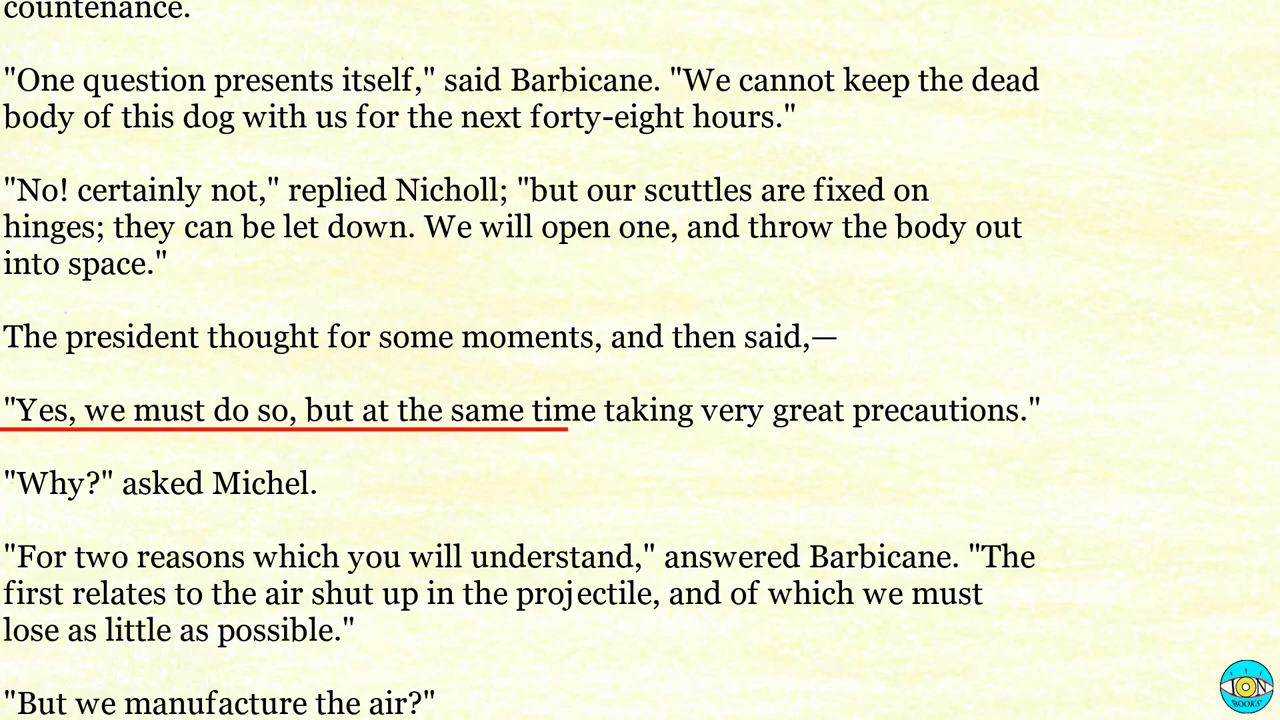 countenance.
"One question presents itself," said Barbicane. "We cannot keep the dead
body of this dog with us for the next forty-eight hours."
"No! certainly not," replied Nicholl; "but our scuttles are fixed on
hinges; they can be let down. We will open one, and throw the body out
into space."
The president thought for some moments, and then said,—
"Yes, we must do so, but at the same time taking very great precautions."
"Why?" asked Michel.
"For two reasons which you will understand," answered Barbicane. "The
first relates to the air shut up in the projectile, and of which we must
lose as little as possible."
"But we manufacture the air?"
ION
BOOKS